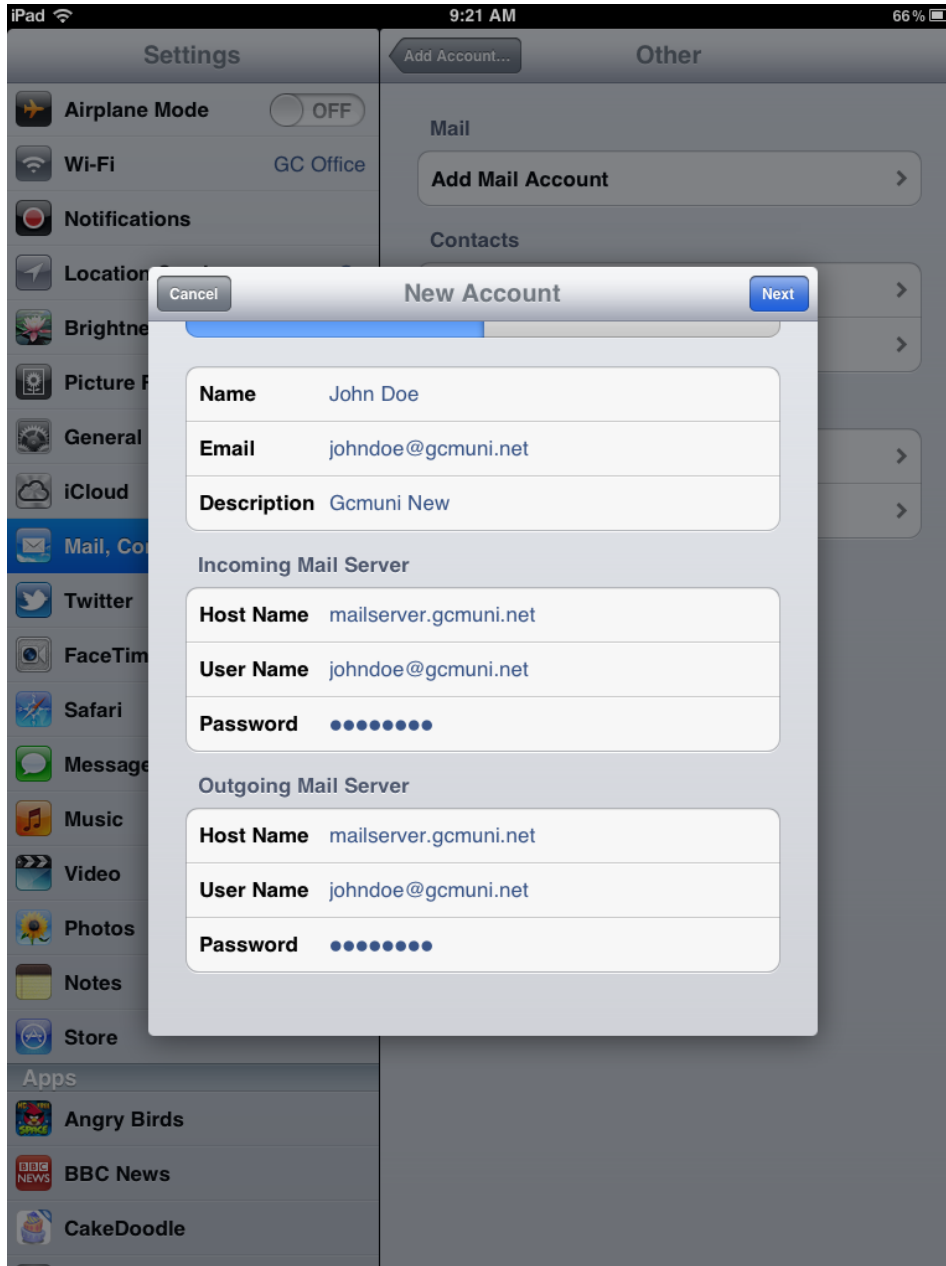 iPad 9:21 AM 66%
Settings
Add Account... Other
Airplane Mode OFF
Wi-Fi GC Office
Notifications
Location
Brightne
Picture F
General
iCloud
Mail, Co
Twitter
FaceTim
Safari
Message
Music
Video
Photos
Notes
Store
Apps
Angry Birds
BBC NEWS BBC News
CakeDoodle
Mail
Add Mail Account
Contacts
Cancel New Account Next
Name John Doe
Email johndoe@gcmuni.net
Description Gcmuni New
Incoming Mail Server
Host Name mailserver.gcmuni.net
User Name johndoe@gcmuni.net
Password ●●●●●●●●
Outgoing Mail Server
Host Name mailserver.gcmuni.net
User Name johndoe@gcmuni.net
Password ●●●●●●●●